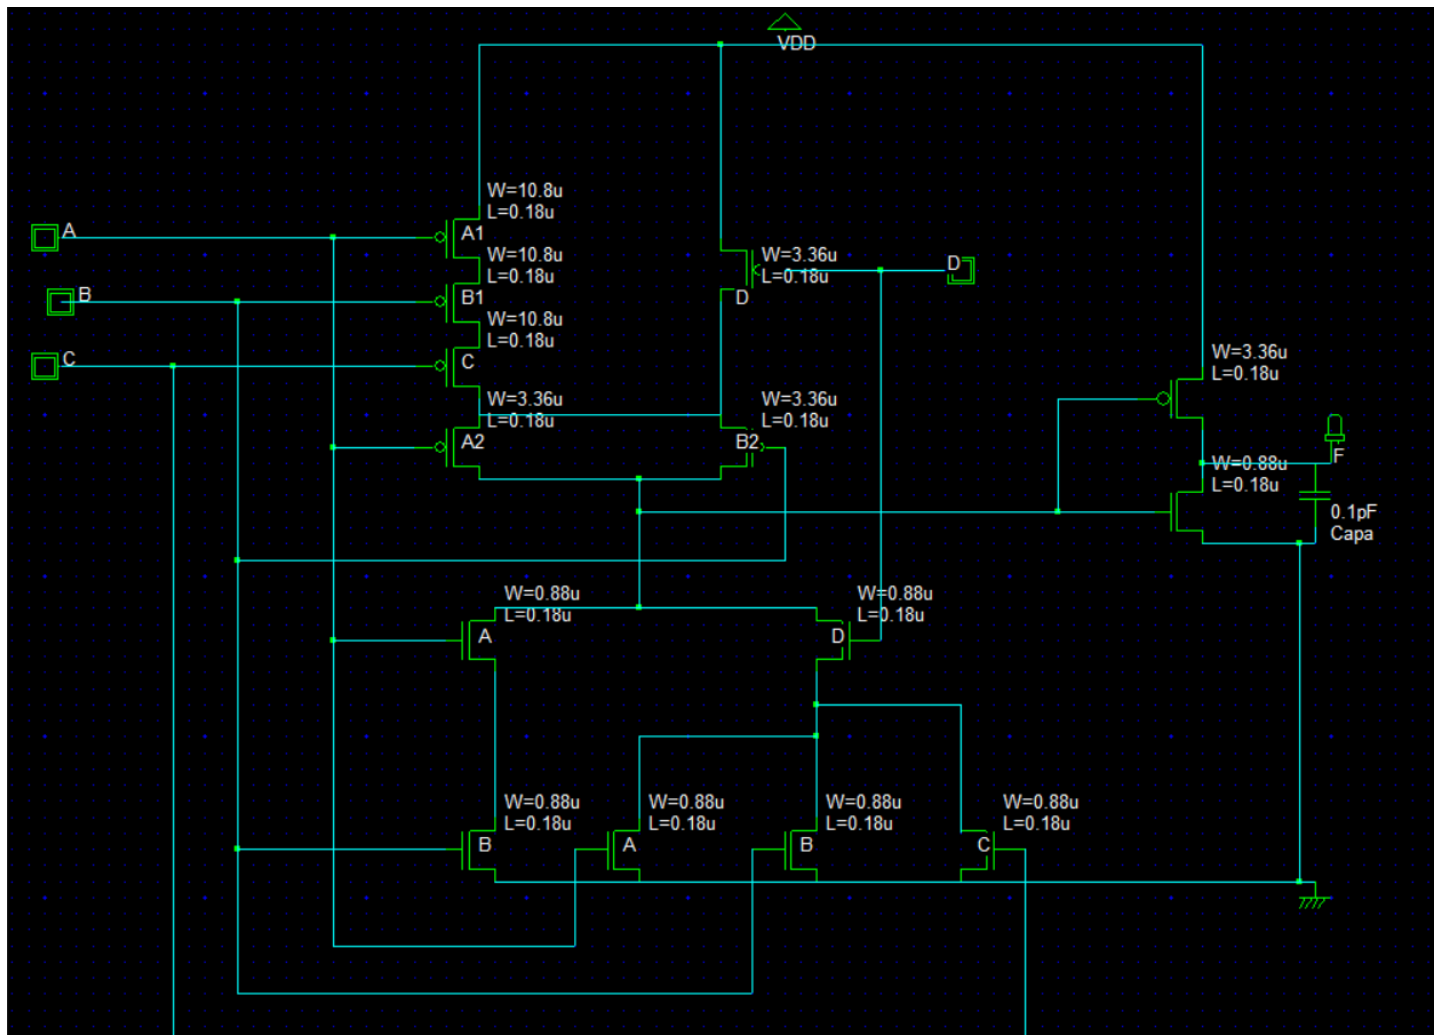 VDD
W=10.8u
L=0.18u
A
A1
W=10.8u
L=0.18u
W=3.36u
L=0.18u
D
D
B
B1
W=10.8u
L=0.18u
C
C
W=3.36u
L=0.18u
W=3.36u
L=0.18u
W=3.36u
L=0.18u
A2
B2
F
W=0.88u
L=0.18u
0.1pF
Capa
W=0.88u
L=0.18u
W=0.88u
L=0.18u
A
D
W=0.88u
L=0.18u
W=0.88u
L=0.18u
W=0.88u
L=0.18u
W=0.88u
L=0.18u
B
A
B
C